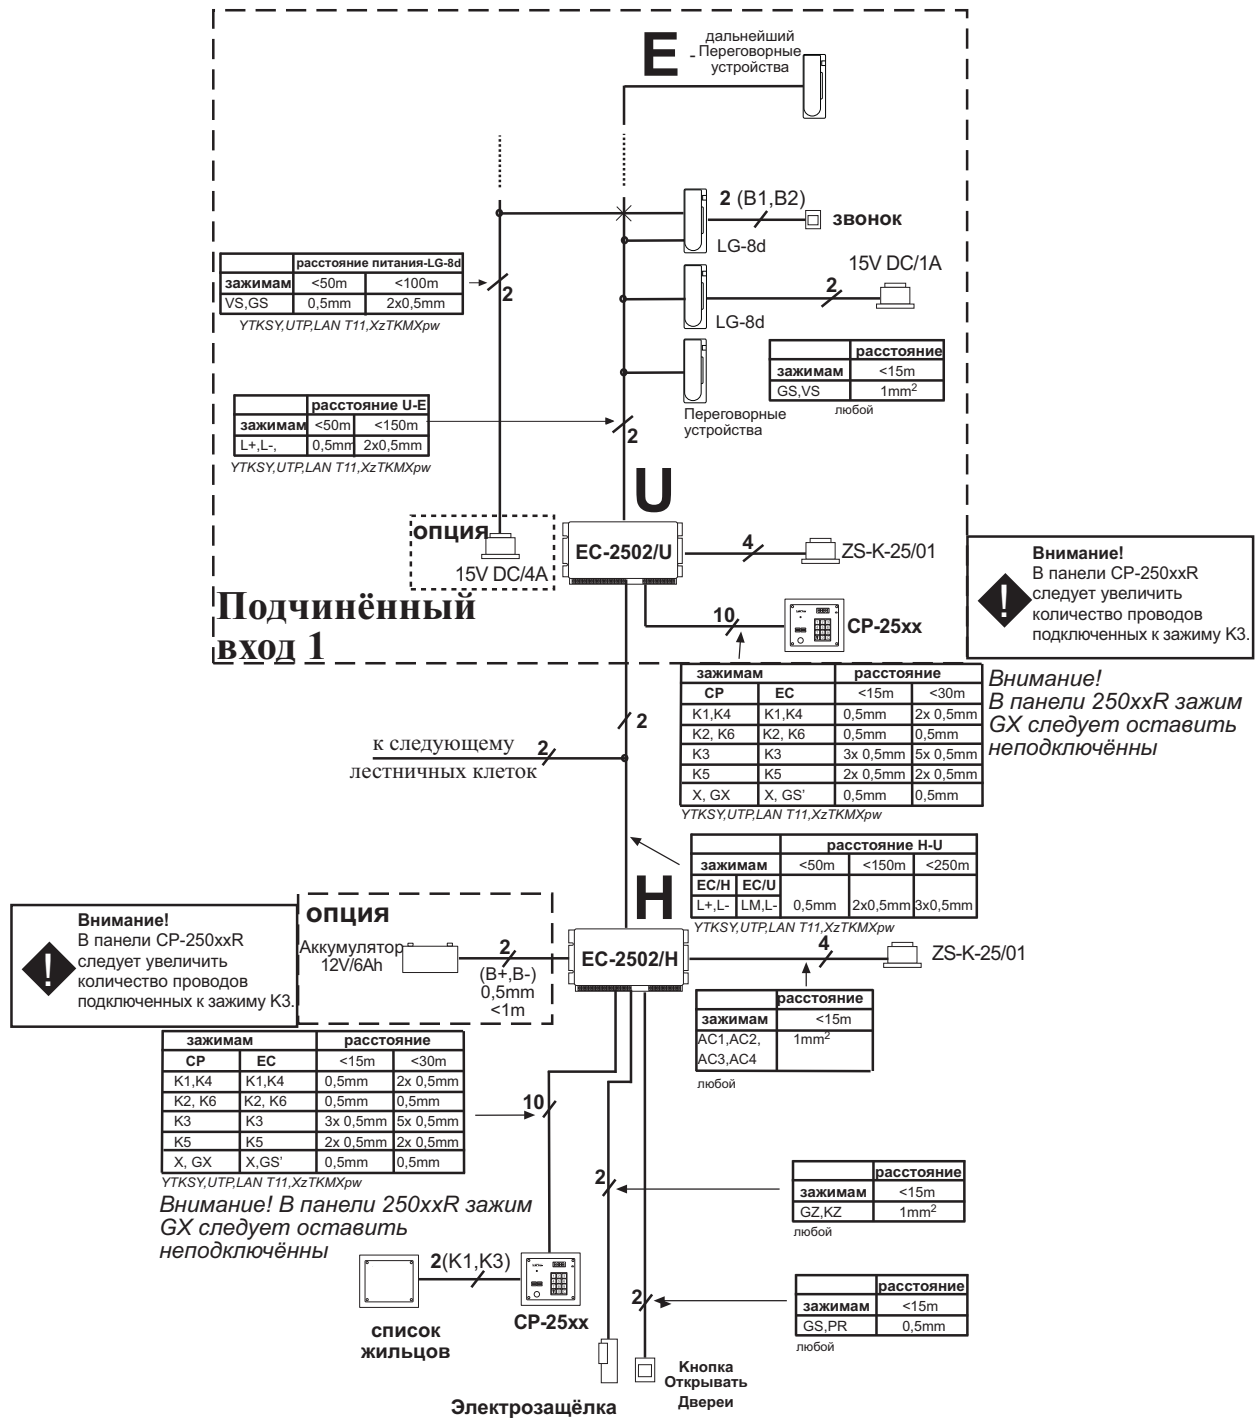 E
- дальнейший
Переговорные
устройства
2 (B1,B2)
звонок
LG-8d
15V DC/1A
2
LG-8d
расстояние питания-LG-8d
зажимам <50m <100m
VS,GS 0,5mm 2x0,5mm
YTKSY,UTP,LAN T11,XzTKMXpw
2
расстояние
зажимам <15m
GS,VS 1mm2
любой
Переговорные
устройства
расстояние U-E
зажимам <50m <150m
L+,L-, 0,5mm 2x0,5mm
YTKSY,UTP,LAN T11,XzTKMXpw
2
U
опция
15V DC/4A
EC-2502/U
4
ZS-K-25/01
Подчинённый
вход 1
10
CP-25xx
!
Внимание!
В панели CP-250xxR
следует увеличить
количество проводов
подключенных к зажиму K3.
зажимам расстояние
CP EC <15m <30m
K1,K4 K1,K4 0,5mm 2x 0,5mm
K2, K6 K2, K6 0,5mm 0,5mm
K3 K3 3x 0,5mm 5x 0,5mm
K5 K5 2x 0,5mm 2x 0,5mm
X, GX X, GS’ 0,5mm 0,5mm
YTKSY,UTP,LAN T11,XzTKMXpw
Внимание!
В панели 250xxR зажим
GX следует оставить
неподключённы
2
к следующему
лестничных клеток
2
расстояние H-U
зажимам <50m <150m <250m
EC/H EC/U
L+,L- LM,L- 0,5mm 2x0,5mm 3x0,5mm
YTKSY,UTP,LAN T11,XzTKMXpw
H
!
Внимание!
В панели CP-250xxR
следует увеличить
количество проводов
подключенных к зажиму K3.
опция
Аккумулятор
12V/6Ah
2
(B+,B-)
0,5mm
<1m
EC-2502/H
4
ZS-K-25/01
расстояние
зажимам <15m
AC1,AC2, 1mm2
AC3,AC4
любой
зажимам расстояние
CP EC <15m <30m
K1,K4 K1,K4 0,5mm 2x 0,5mm
K2, K6 K2, K6 0,5mm 0,5mm
K3 K3 3x 0,5mm 5x 0,5mm
K5 K5 2x 0,5mm 2x 0,5mm
X, GX X,GS’ 0,5mm 0,5mm
YTKSY,UTP,LAN T11,XzTKMXpw
10
Внимание! В панели 250xxR зажим
GX следует оставить
неподключённы
2
расстояние
зажимам <15m
GZ,KZ 1mm2
любой
2(K1,K3)
список
жильцов
CP-25xx
2
расстояние
зажимам <15m
GS,PR 0,5mm
любой
Кнопка
Открывать
Двереи
Электрозащёлка